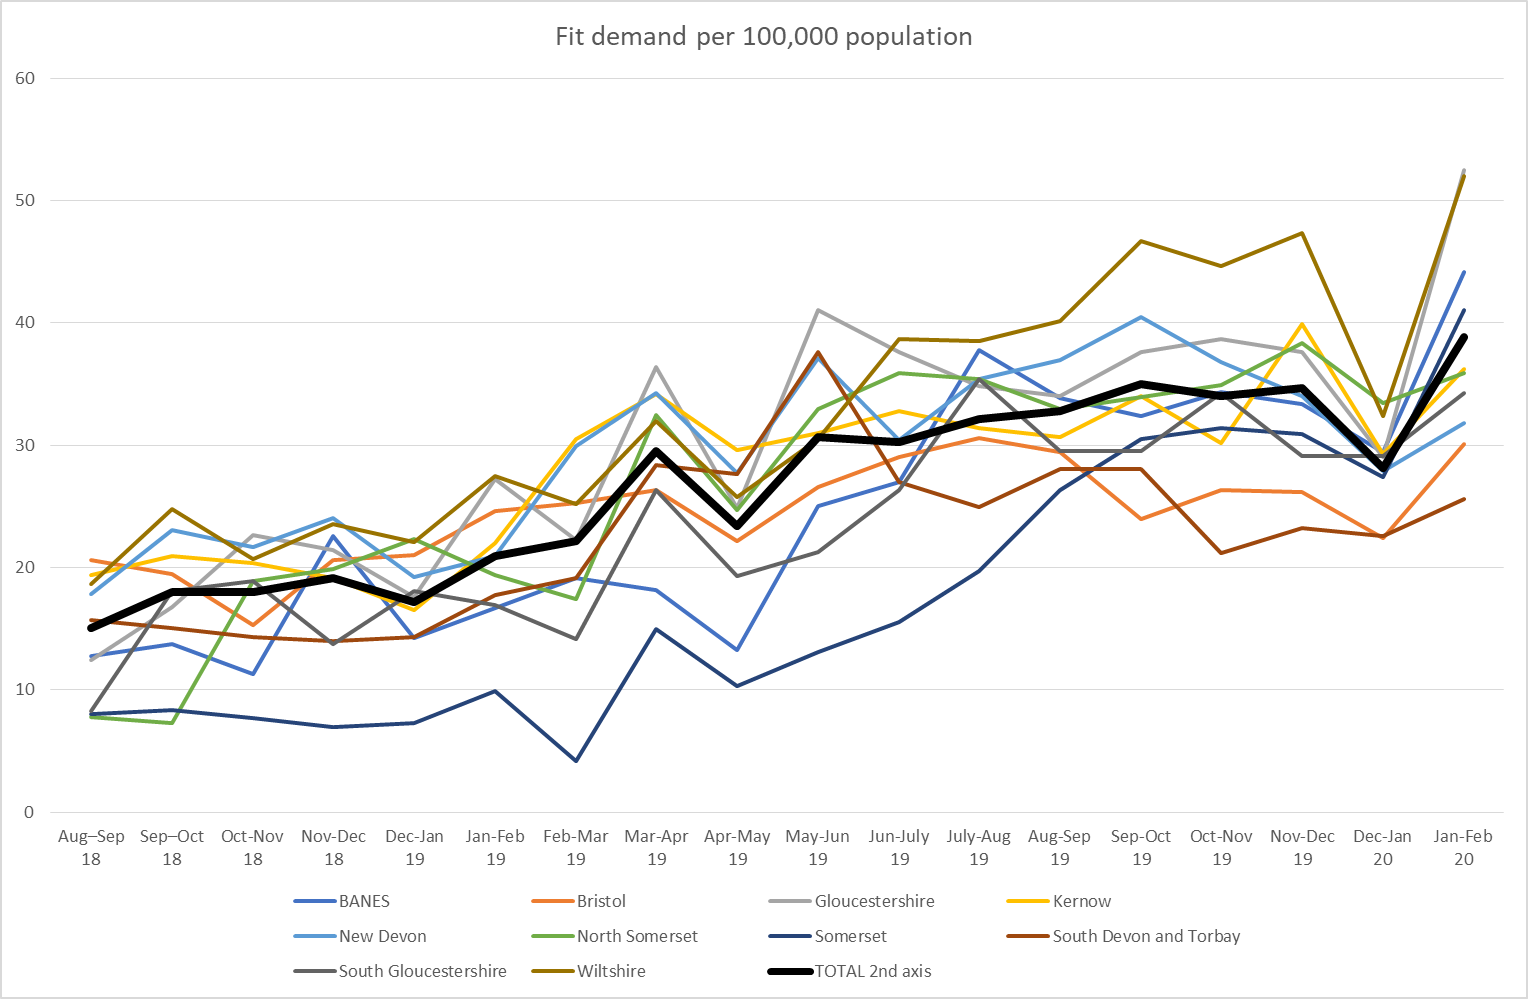 Fit demand per 100,000 population
60
50
40
30
20
10
0
Aug–Sep Sep–Oct Oct-Nov Nov-Dec Dec-Jan Jan-Feb Feb-Mar Mar-Apr Apr-May May-Jun Jun-July July-Aug Aug-Sep Sep-Oct Oct-Nov Nov-Dec Dec-Jan Jan-Feb
18 18 18 18 19 19 19 19 19 19 19 19 19 19 19 19 20 20
BANES Bristol Gloucestershire Kernow
New Devon North Somerset Somerset South Devon and Torbay
South Gloucestershire Wiltshire TOTAL 2nd axis